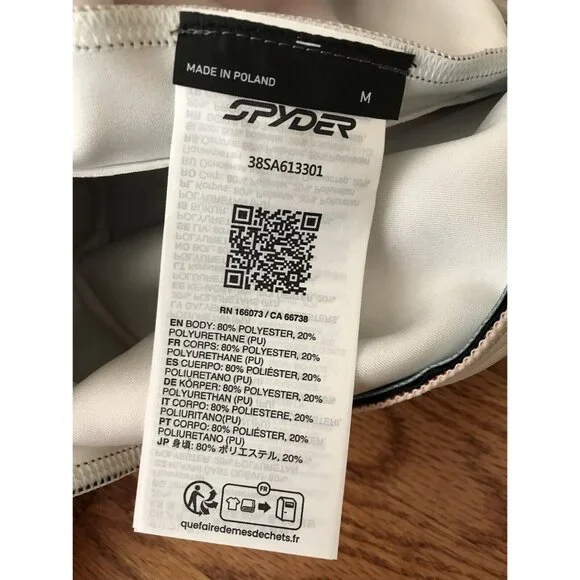 MADE IN POLAND
M
SPYDER
38SA613301
RN 166073 / CA 66738
EN BODY: 80% POLYESTER, 20%
POLYURETHANE (PU)
FR CORPS: 80% POLYESTER, 20%
POLYURETHANE (PU)
ES CUERPO: 80% POLIÉSTER, 20%
POLIURETANO (PU)
DE KÖRPER: 80% POLYESTER, 20%
POLYURETHAN (PU)
IT CORPO: 80% POLIESTERE, 20%
POLIURITANO (PU)
PT CORPO: 80% POLIÉSTER, 20%
POLIURETANO (PU)
JP 身頃: 80% ポリエステル, 20%
FR
quefairedemesdechets.fr